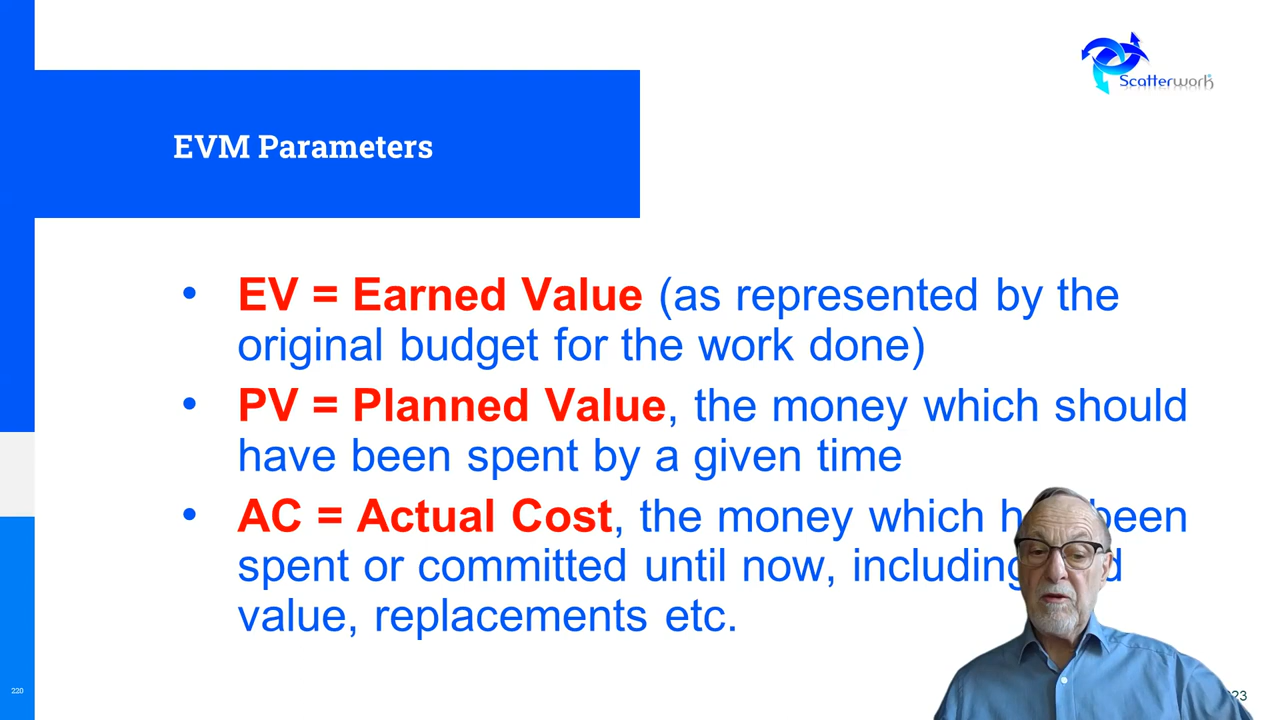 Scatterwork
EVM Parameters
• EV = Earned Value (as represented by the
original budget for the work done)
• PV = Planned Value, the money which should
have been spent by a given time
• AC = Actual Cost, the money which been
spent or committed until now, including
value, replacements etc.
220